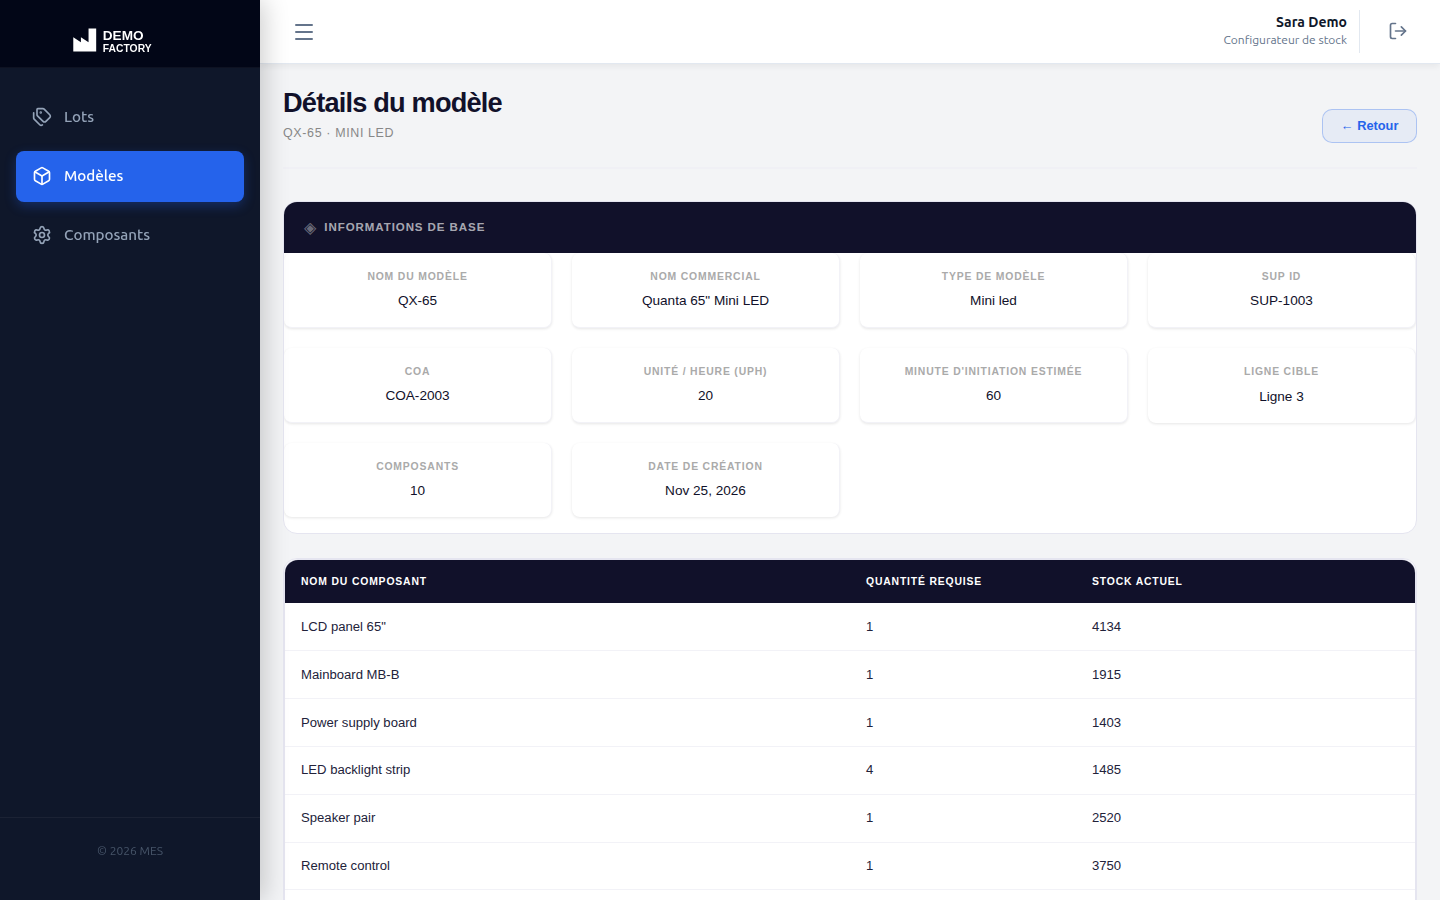 DEMO
FACTORY
Lots
Modèles
Composants
© 2026 MES
Sara Demo
Configurateur de stock
Détails du modèle
QX-65 · MINI LED
← Retour
INFORMATIONS DE BASE
NOM DU MODÈLE
QX-65
NOM COMMERCIAL
Quanta 65" Mini LED
TYPE DE MODÈLE
Mini led
SUP ID
SUP-1003
COA
COA-2003
UNITÉ / HEURE (UPH)
20
MINUTE D'INITIATION ESTIMÉE
60
LIGNE CIBLE
Ligne 3
COMPOSANTS
10
DATE DE CRÉATION
Nov 25, 2026
NOM DU COMPOSANT QUANTITÉ REQUISE STOCK ACTUEL
LCD panel 65" 1 4134
Mainboard MB-B 1 1915
Power supply board 1 1403
LED backlight strip 4 1485
Speaker pair 1 2520
Remote control 1 3750